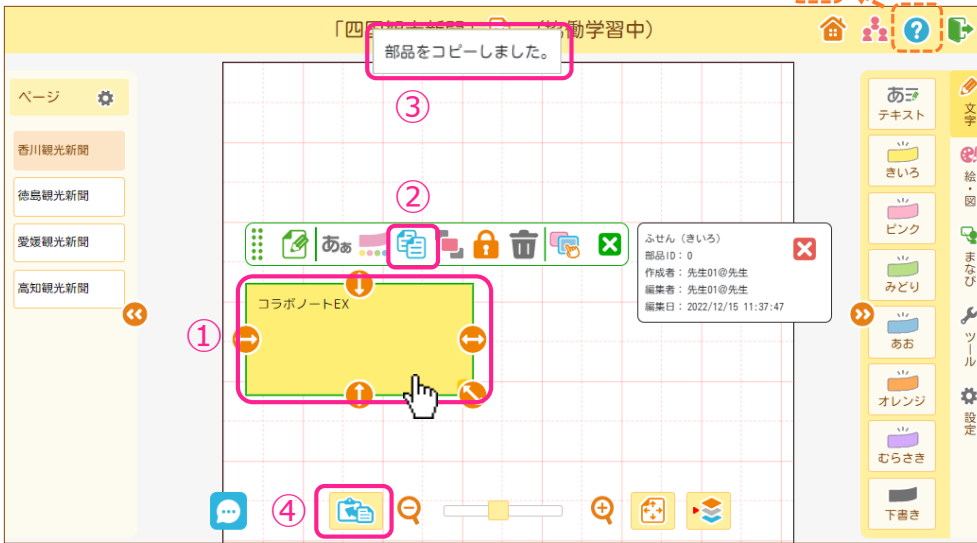 「四国観光新聞」
（協働学習中）
部品をコピーしました。
③
ページ
香川観光新聞
徳島観光新聞
愛媛観光新聞
高知観光新聞
②
あぁ
ふせん（きいろ）
部品ID：0
作成者：先生01@先生
編集者：先生01@先生
編集日：2022/12/15 11:37:47
①
コラボノートEX
④
あ
テキスト
きいろ
ピンク
みどり
あお
オレンジ
むらさき
下書き
文字
絵・図
まなび
ツール
設定